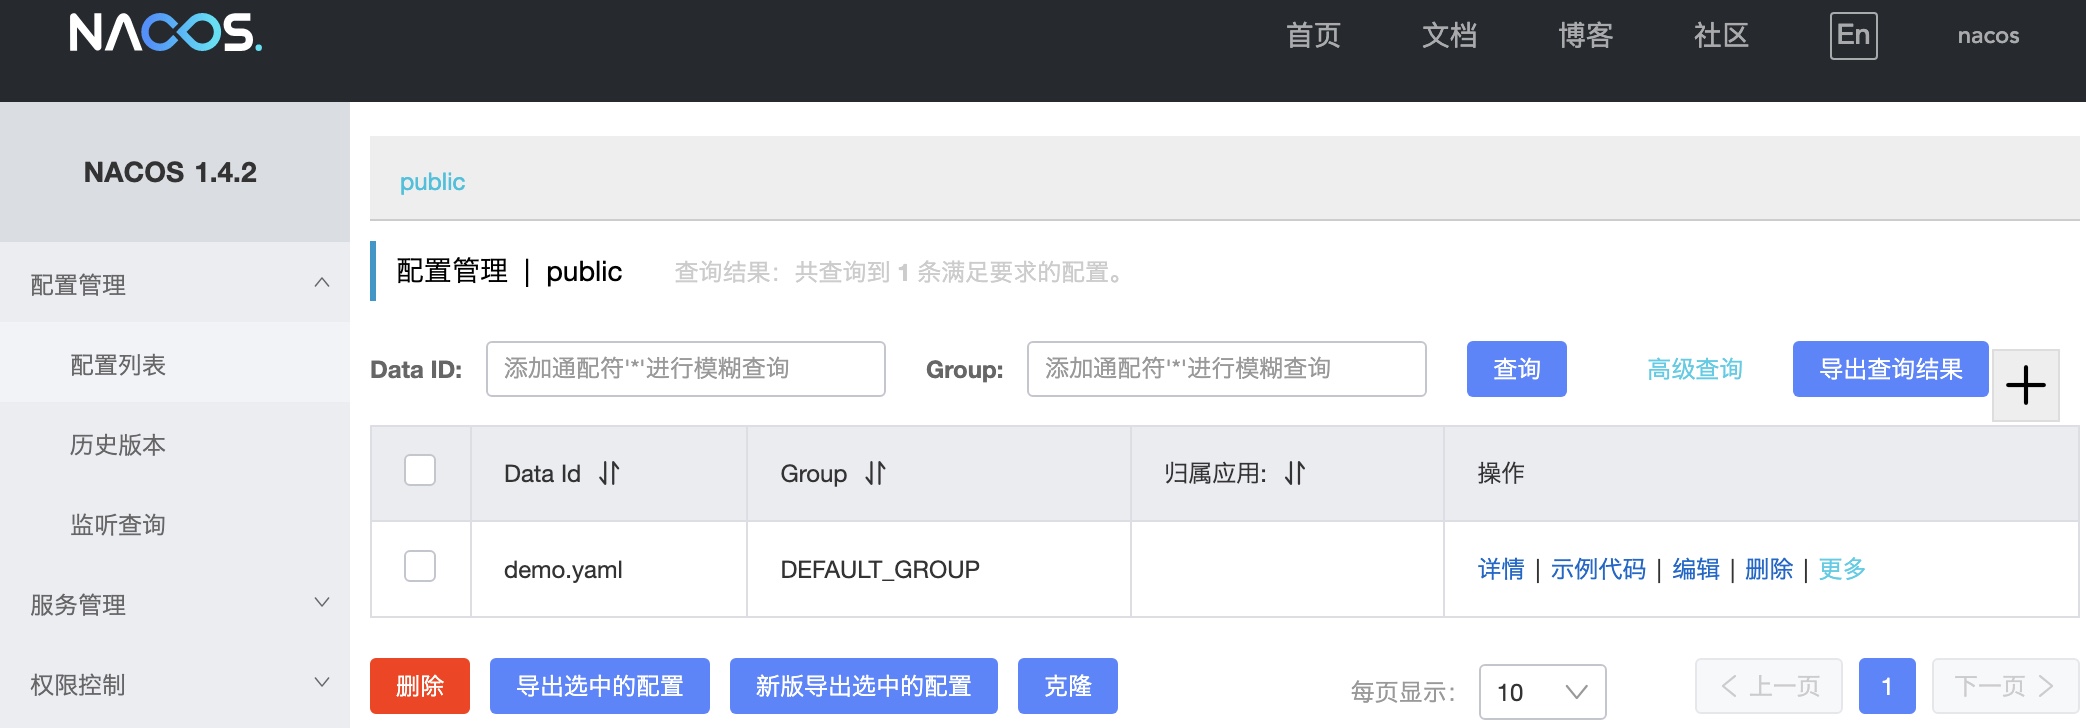 NACOS.
首页 文档 博客 社区 En nacos
NACOS 1.4.2
配置管理
配置列表
历史版本
监听查询
服务管理
权限控制
public
配置管理 | public 查询结果：共查询到 1 条满足要求的配置。
Data ID: 添加通配符'*'进行模糊查询 Group: 添加通配符'*'进行模糊查询 查询 高级查询 导出查询结果
Data Id Group 归属应用: 操作
demo.yaml DEFAULT_GROUP 详情 | 示例代码 | 编辑 | 删除 | 更多
删除 导出选中的配置 新版导出选中的配置 克隆 每页显示: 10 上一页 1 下一页